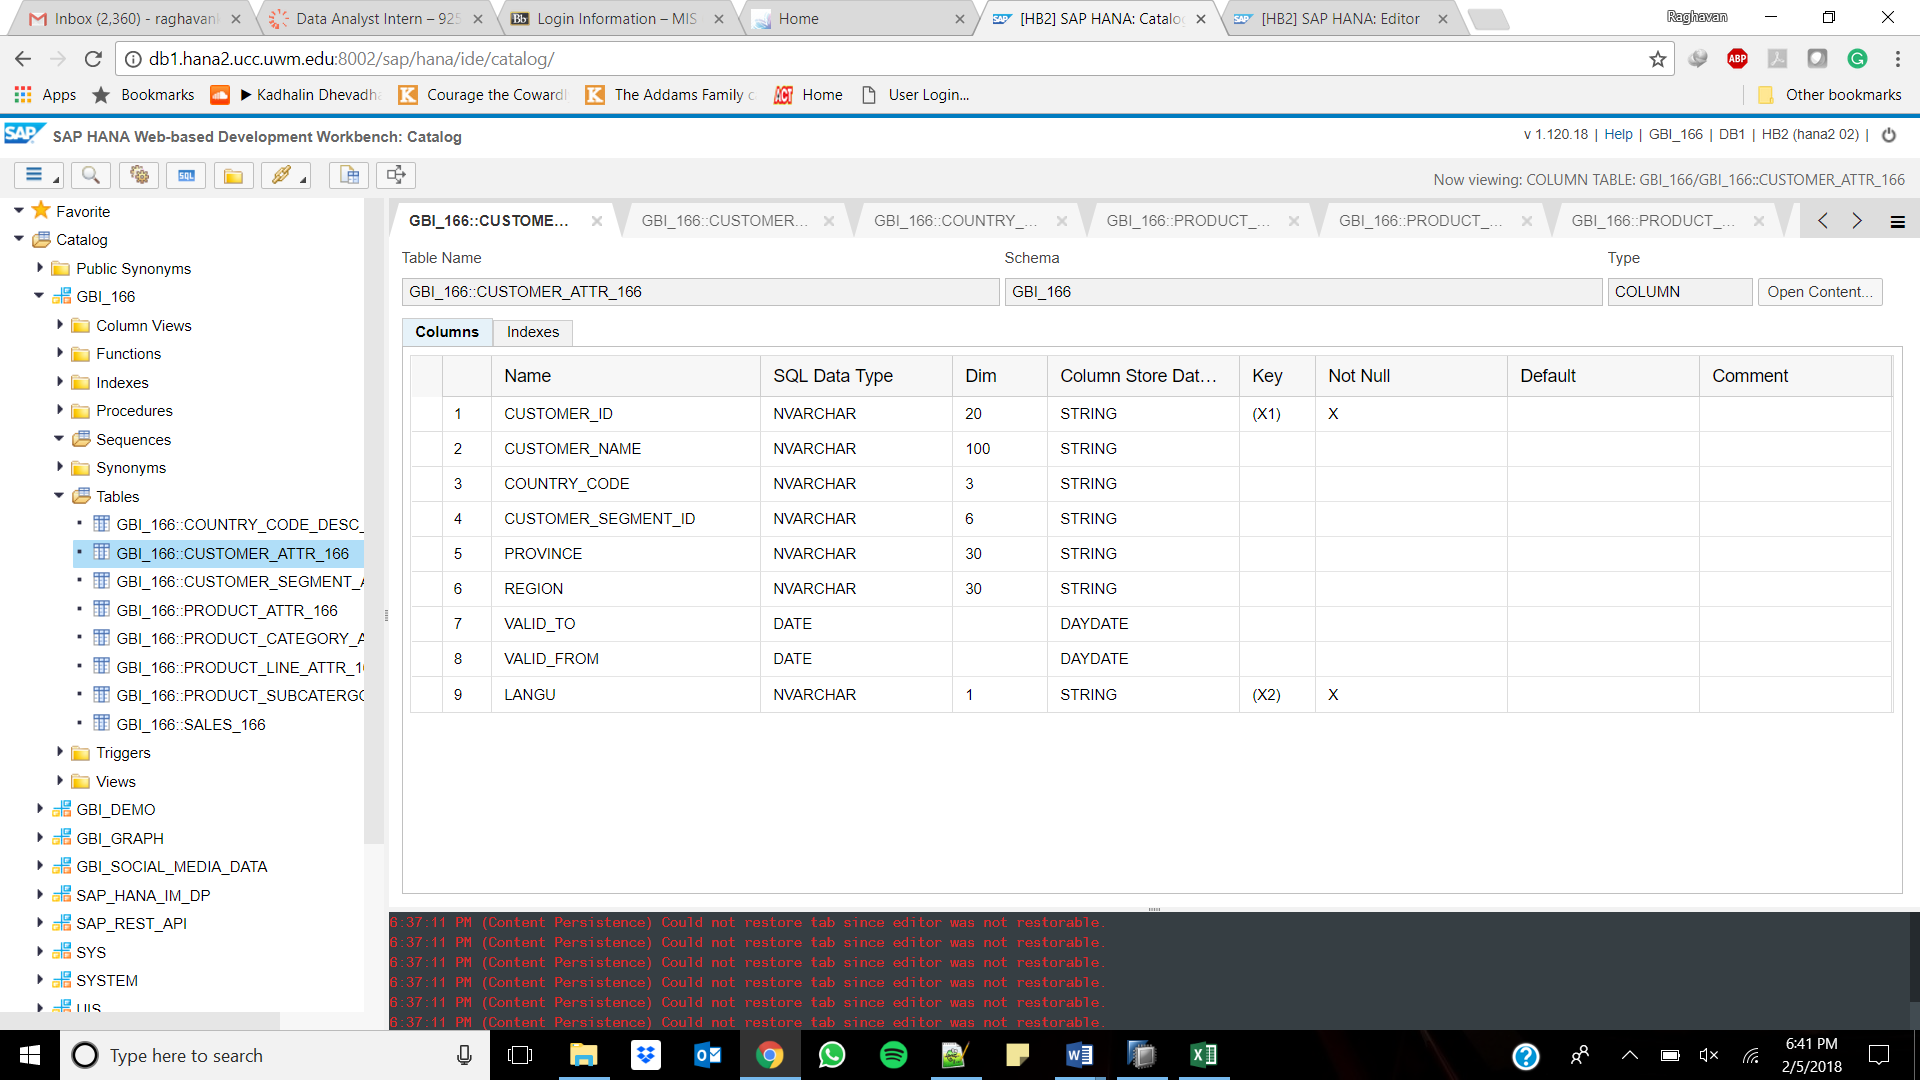 Inbox (2,360) - raghavan
Data Analyst Intern – 925
Login Information – MIS
Home
[HB2] SAP HANA: Catalog
[HB2] SAP HANA: Editor
Raghavan
db1.hana2.ucc.uwm.edu:8002/sap/hana/ide/catalog/
Apps
Bookmarks
▶ Kadhalin Dhevadha
Courage the Coward
The Addams Family
Home
User Login...
Other bookmarks
SAP
SAP HANA Web-based Development Workbench: Catalog
v 1.120.18 | Help | GBI_166 | DB1 | HB2 (hana2 02) |
Now viewing: COLUMN TABLE: GBI_166/GBI_166::CUSTOMER_ATTR_166
Favorite
Catalog
Public Synonyms
GBI_166
Column Views
Functions
Indexes
Procedures
Sequences
Synonyms
Tables
GBI_166::COUNTRY_CODE_DESC_
GBI_166::CUSTOMER_ATTR_166
GBI_166::CUSTOMER_SEGMENT_A
GBI_166::PRODUCT_ATTR_166
GBI_166::PRODUCT_CATEGORY_A
GBI_166::PRODUCT_LINE_ATTR_16
GBI_166::PRODUCT_SUBCATERGO
GBI_166::SALES_166
Triggers
Views
GBI_DEMO
GBI_GRAPH
GBI_SOCIAL_MEDIA_DATA
SAP_HANA_IM_DP
SAP_REST_API
SYS
SYSTEM
UIS
GBI_166::CUSTOME...
GBI_166::CUSTOMER...
GBI_166::COUNTRY_...
GBI_166::PRODUCT_...
GBI_166::PRODUCT_...
GBI_166::PRODUCT_...
Table Name Schema Type
GBI_166::CUSTOMER_ATTR_166 GBI_166 COLUMN Open Content...
Columns Indexes
Name SQL Data Type Dim Column Store Dat... Key Not Null Default Comment
1 CUSTOMER_ID NVARCHAR 20 STRING (X1) X
2 CUSTOMER_NAME NVARCHAR 100 STRING
3 COUNTRY_CODE NVARCHAR 3 STRING
4 CUSTOMER_SEGMENT_ID NVARCHAR 6 STRING
5 PROVINCE NVARCHAR 30 STRING
6 REGION NVARCHAR 30 STRING
7 VALID_TO DATE DAYDATE
8 VALID_FROM DATE DAYDATE
9 LANGU NVARCHAR 1 STRING (X2) X
6:37:11 PM (Content Persistence) Could not restore tab since editor was not restorable.
6:37:11 PM (Content Persistence) Could not restore tab since editor was not restorable.
6:37:11 PM (Content Persistence) Could not restore tab since editor was not restorable.
6:37:11 PM (Content Persistence) Could not restore tab since editor was not restorable.
6:37:11 PM (Content Persistence) Could not restore tab since editor was not restorable.
6:37:11 PM (Content Persistence) Could not restore tab since editor was not restorable.
Type here to search
6:41 PM
2/5/2018